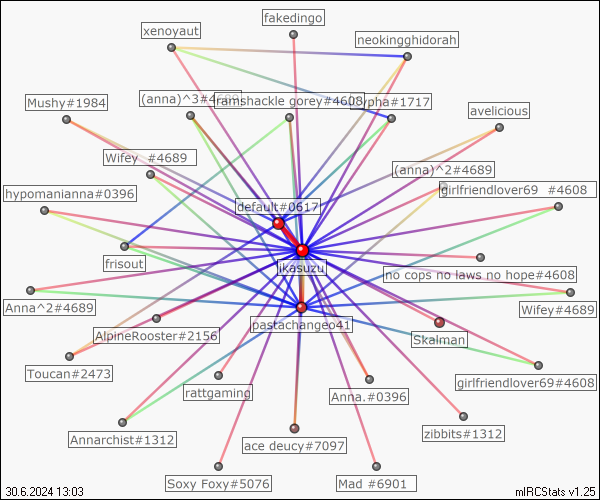 fakedingo
xenoyaut
neokingghidorah
Mushy#1984
(anna)^3#4689
ramshackle gorey#4608
avelicious
Wifey  #4689
(anna)^2#4689
hypomanianna#0396
girlfriendlover69  #4608
default#0617
frisout
ikasuzu
no cops no laws no hope#4608
Anna^2#4689
Wifey#4689
AlpineRooster#2156
pastachangeo41
Skalman
Toucan#2473
rattgaming
Anna.#0396
girlfriendlover69#4608
Annarchist#1312
ace deucy#7097
zibbits#1312
Soxy Foxy#5076
Mad #6901
30.6.2024 13:03
mIRCStats v1.25